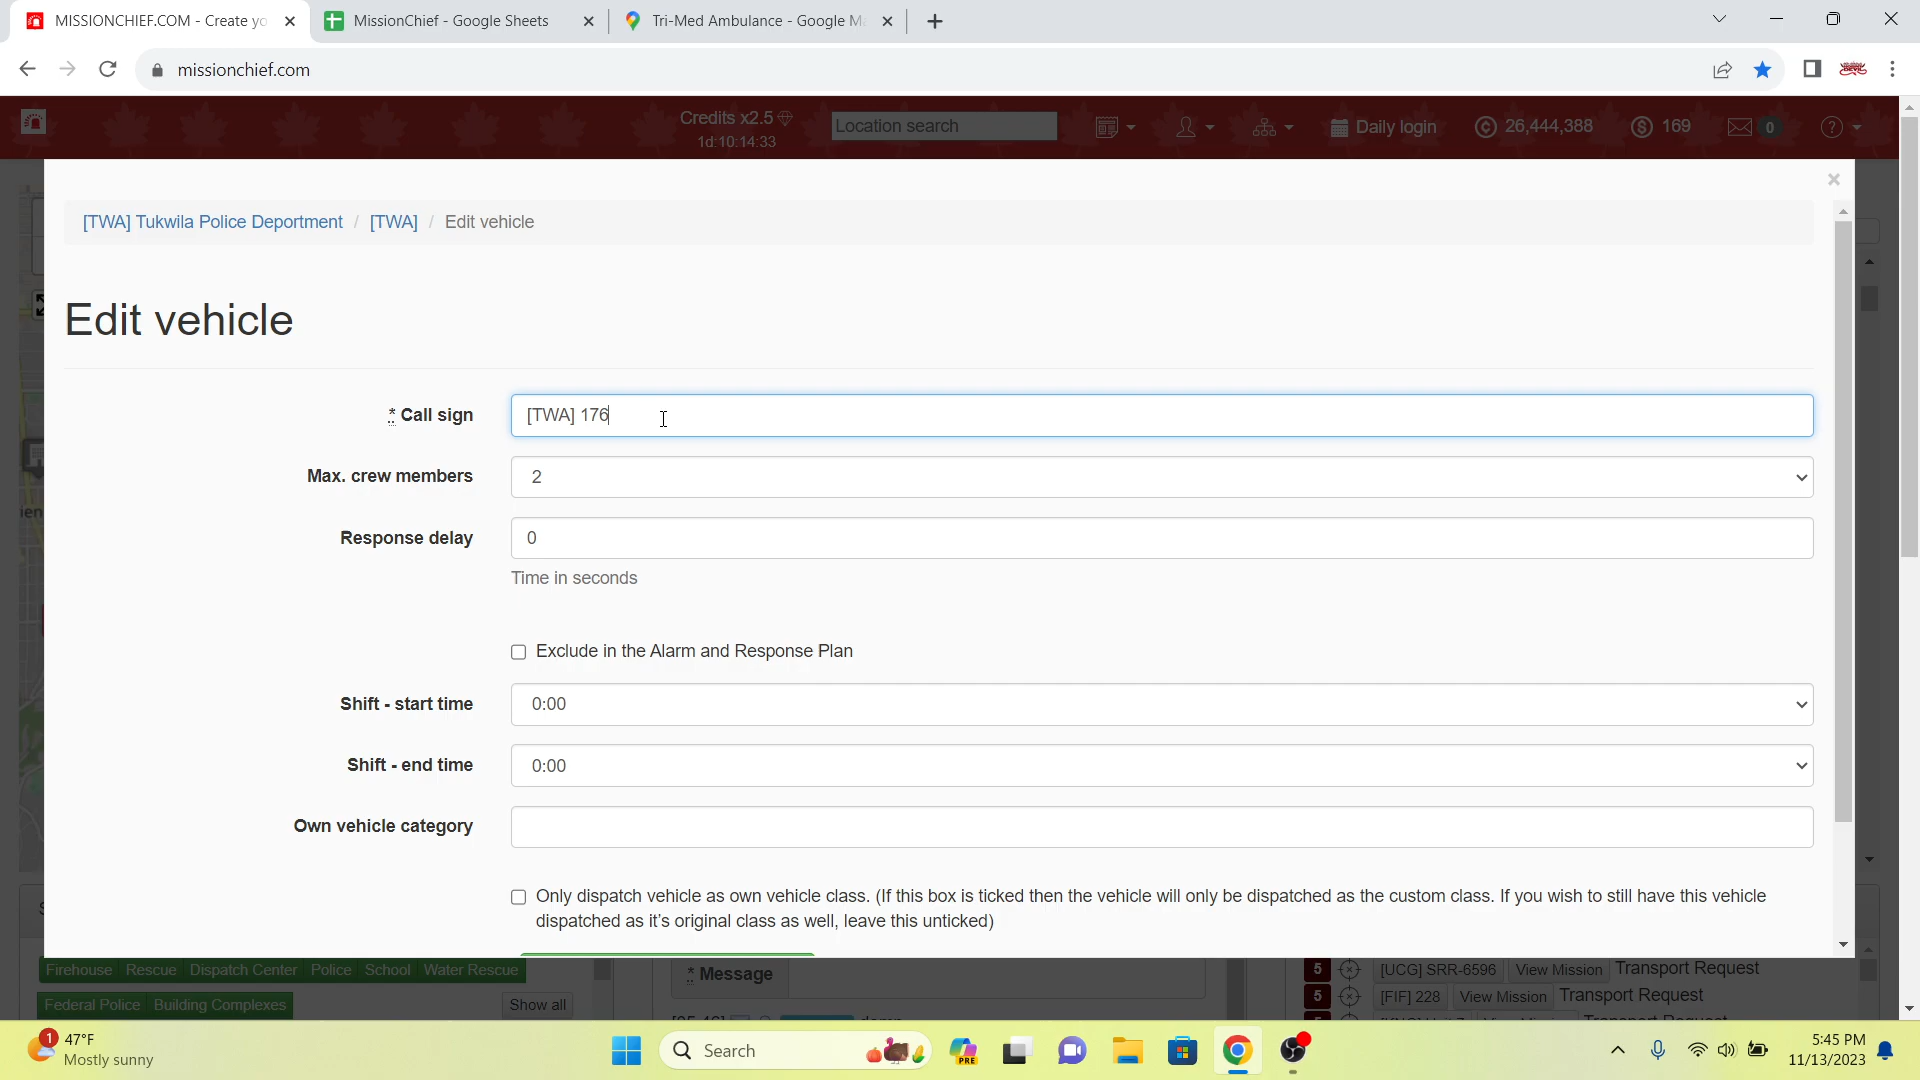 MISSIONCHIEF.COM - Create yo
MissionChief - Google Sheets
Tri-Med Ambulance - Google M
missionchief.com
Credits x2.5
1d 10:14:33
Location search
Daily login
26,444,388
169
0
[TWA] Tukwila Police Deportment / [TWA] / Edit vehicle
Edit vehicle
* Call sign
[TWA] 176
Max. crew members
2
Response delay
0
Time in seconds
Exclude in the Alarm and Response Plan
Shift - start time
0:00
Shift - end time
0:00
Own vehicle category
Only dispatch vehicle as own vehicle class. (If this box is ticked then the vehicle will only be dispatched as the custom class. If you wish to still have this vehicle
dispatched as it's original class as well, leave this unticked)
Firehouse Rescue Dispatch Center Police School Water Rescue
Federal Police Building Complexes
Show all
* Message
5 [UCG] SRR-6596 View Mission Transport Request
5 [FIF] 228 View Mission Transport Request
1
47°F
Mostly sunny
Search
PRE
5:45 PM
11/13/2023